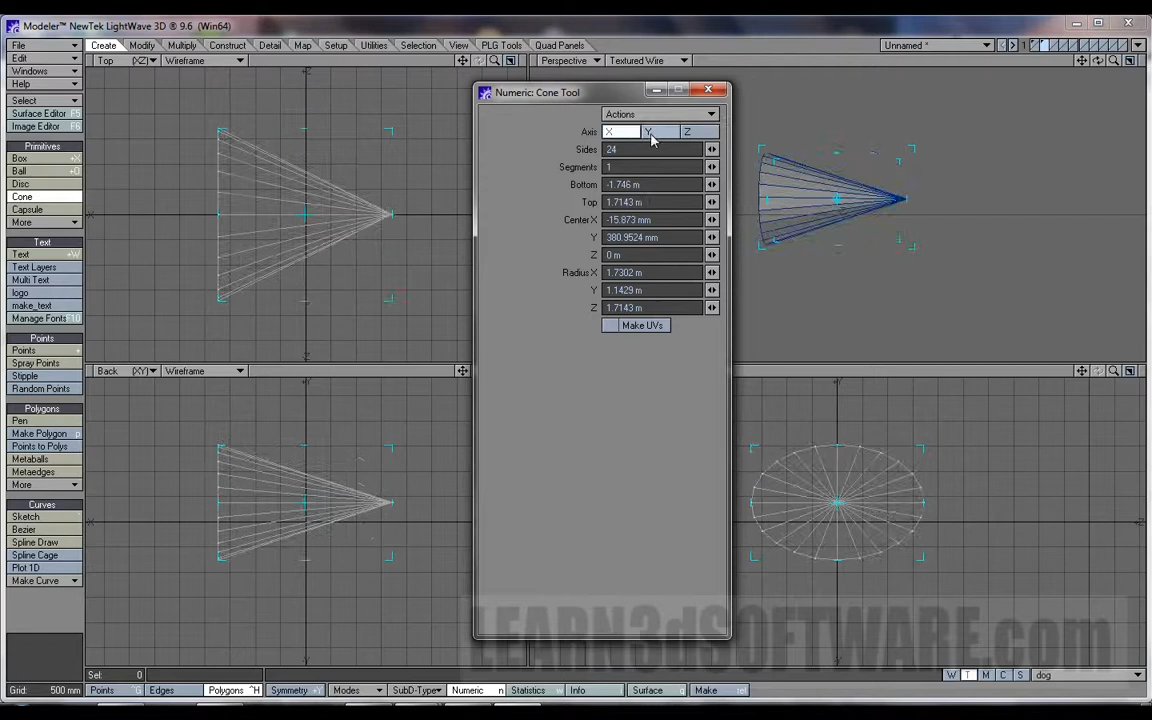 Modeler™ NewTek LightWave 3D ® 9.6 (Win64)
File
Create
Modify
Multiply
Construct
Detail
Map
Setup
Utilities
Selection
View
PLG Tools
Quad Panels
Unnamed *
1
Edit
Top
(XZ)
Wireframe
Perspective
Textured Wire
Windows
Help
Select
Surface Editor F5
Image Editor F6
Primitives
Box +X
Ball +O
Disc
Cone
Capsule
More
Text
Text +W
Text Layers
Multi Text
logo
make_text
Manage Fonts F10
Points
Points +
Spray Points
Stipple
Random Points
Polygons
Pen
Make Polygon p
Points to Polys
Metaballs
Metaedges
More
Curves
Sketch
Bezier
Spline Draw
Spline Cage
Plot 1D
Make Curve
Numeric: Cone Tool
Actions
Axis X Y Z
Sides 24
Segments 1
Bottom -1.746 m
Top 1.7143 m
Center X -15.873 mm
Y 380.9524 mm
Z 0 m
Radius X 1.7302 m
Y 1.1429 m
Z 1.7143 m
Make UVs
Back
(XY)
Wireframe
LEARN3dSOFTWARE.com
Sel: 0
W T M C S
dog
Grid: 500 mm
Points ^G
Edges
Polygons ^H
Symmetry +Y
Modes
SubD-Type
Numeric n
Statistics w
Info i
Surface q
Make ret